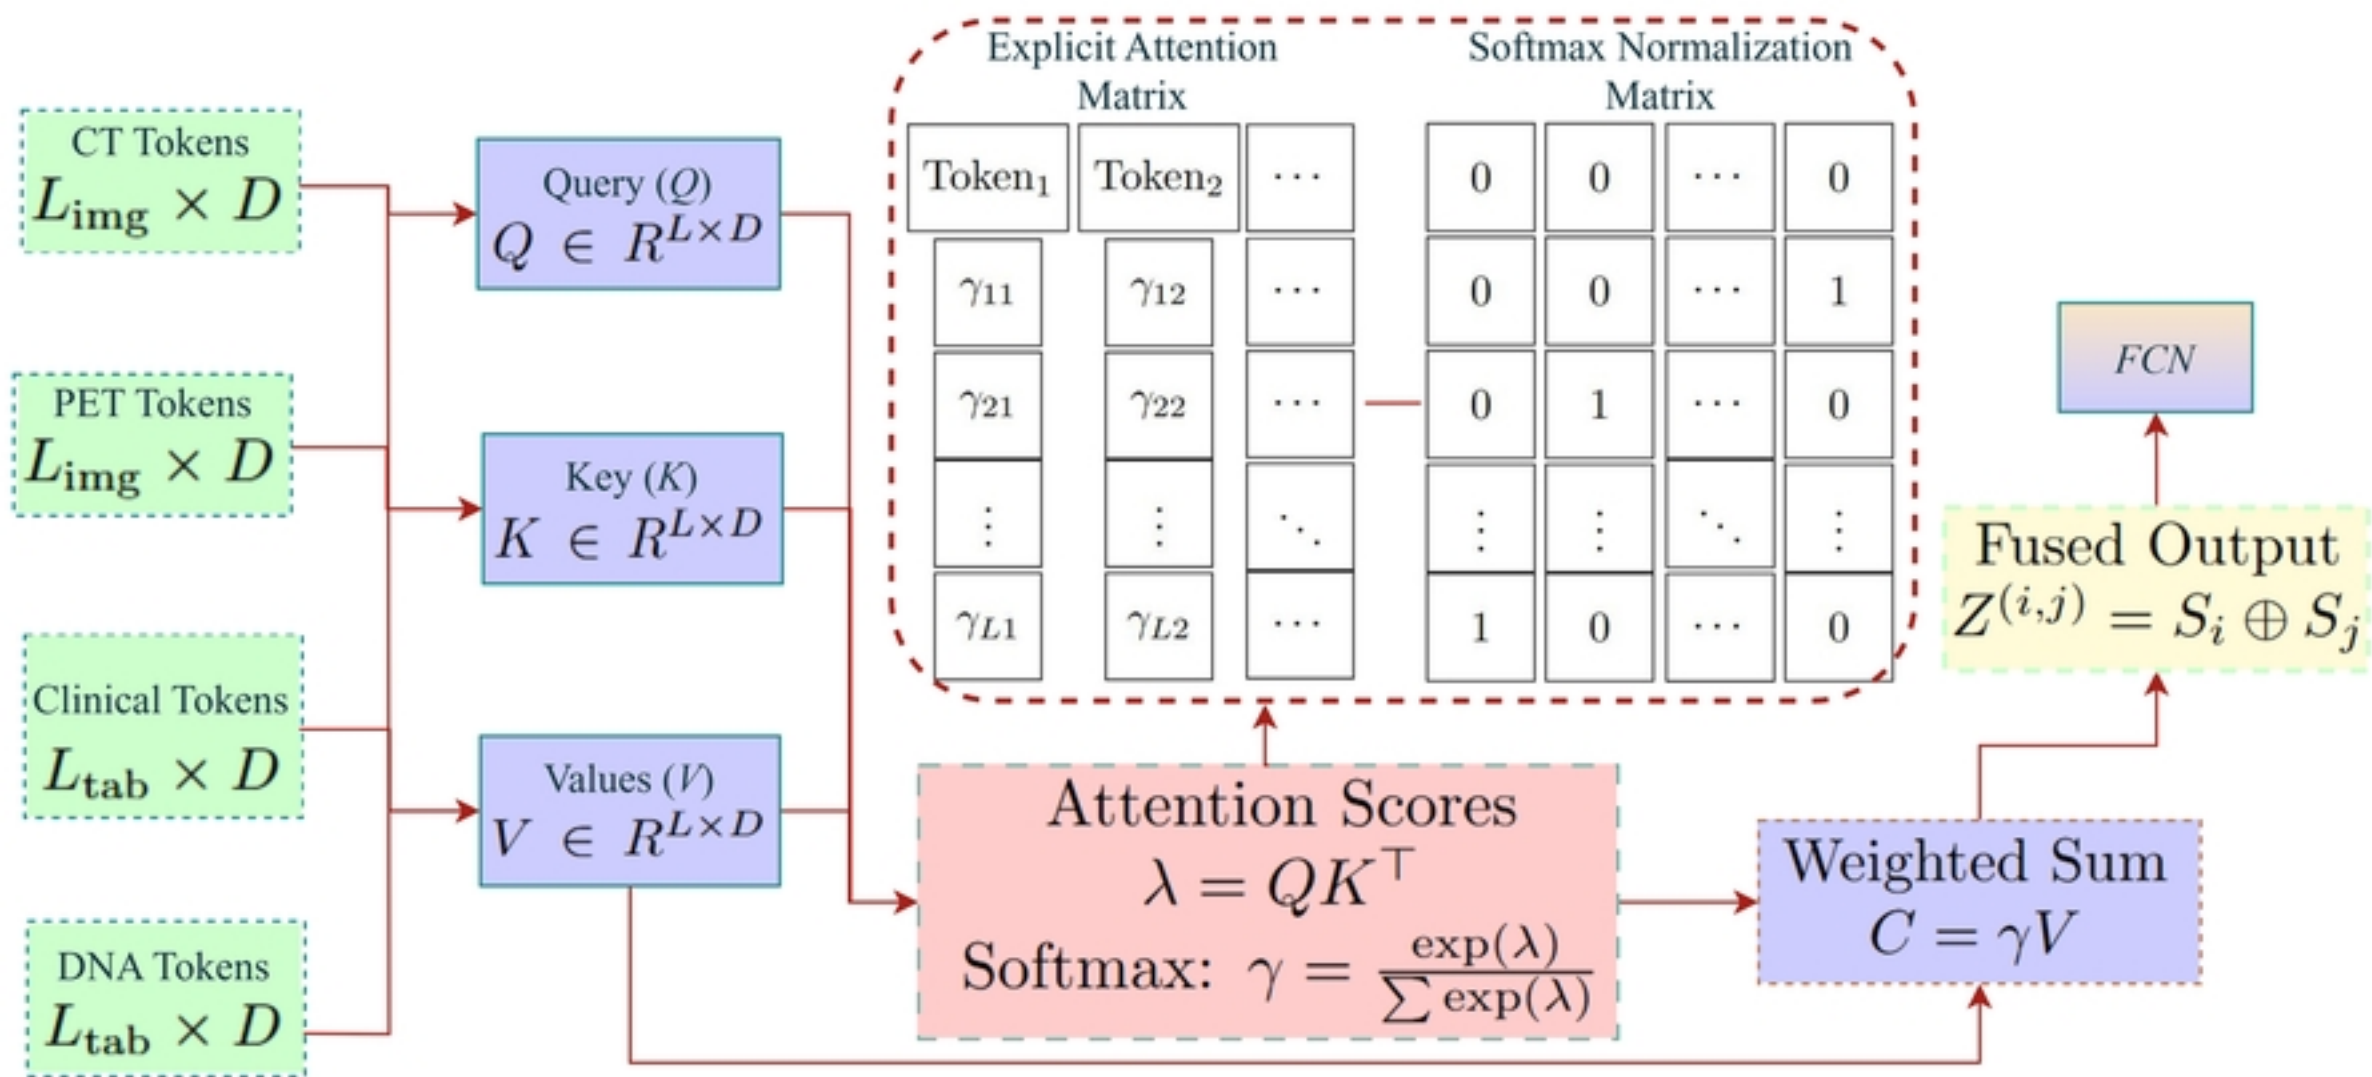 CT Tokens
L_img × D
PET Tokens
L_img × D
Clinical Tokens
L_tab × D
DNA Tokens
L_tab × D
Query (Q)
Q ∈ R^{L×D}
Key (K)
K ∈ R^{L×D}
Values (V)
V ∈ R^{L×D}
Explicit Attention
Matrix
Token₁ Token₂ ⋯
γ₁₁ γ₁₂ ⋯
γ₂₁ γ₂₂ ⋯
⋮ ⋮ ⋱
γ_{L1} γ_{L2} ⋯
Softmax Normalization
Matrix
0 0 ⋯ 0
0 0 ⋯ 1
0 1 ⋯ 0
⋮ ⋮ ⋱ ⋮
1 0 ⋯ 0
Attention Scores
λ = QK^⊤
Softmax: γ = exp(λ) / ∑ exp(λ)
Weighted Sum
C = γV
Fused Output
Z^{(i,j)} = S_i ⊕ S_j
FCN